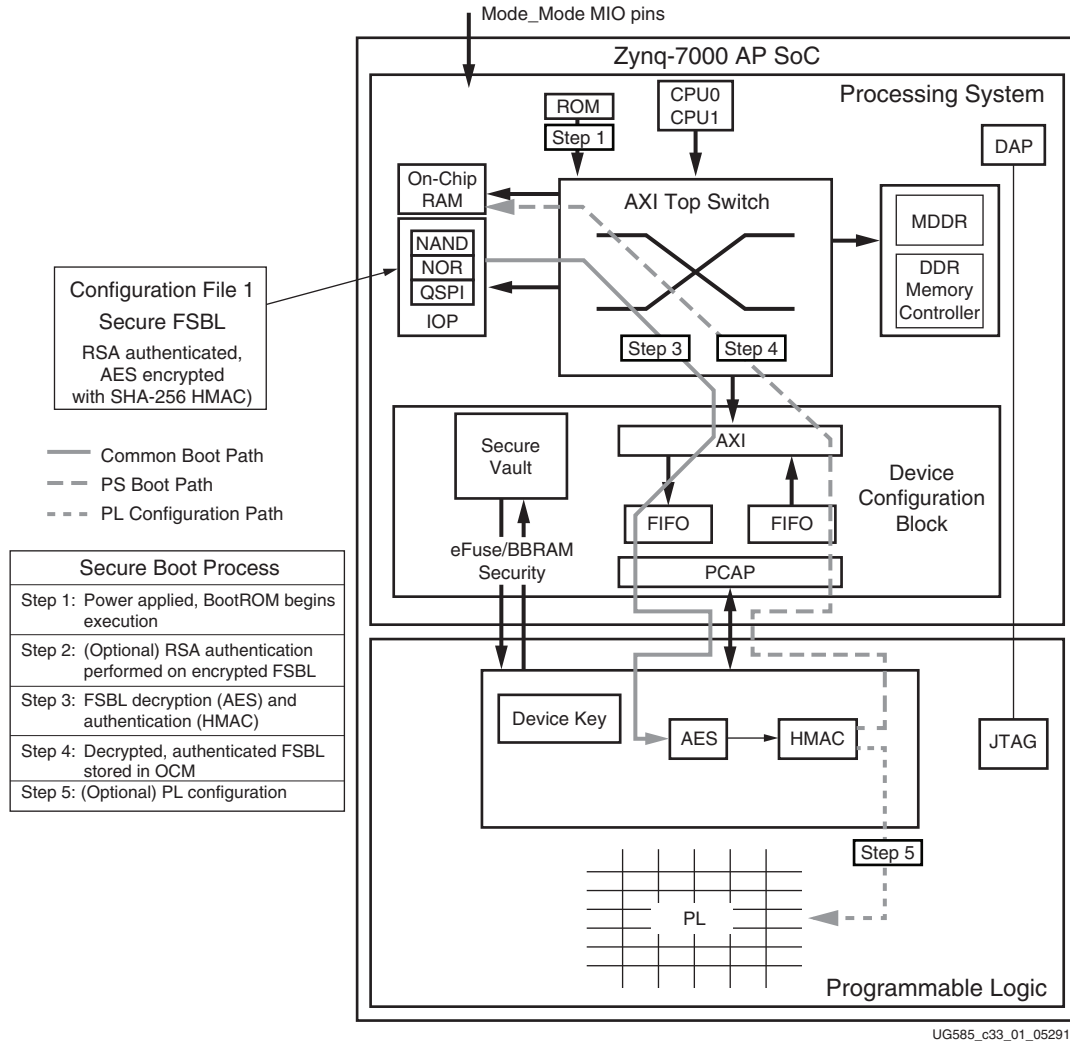 Mode_Mode MIO pins
Zynq-7000 AP SoC
Processing System
ROM
Step 1
CPU0
CPU1
DAP
On-Chip
RAM
AXI Top Switch
MDDR
DDR
Memory
Controller
NAND
NOR
QSPI
IOP
Step 3
Step 4
Configuration File 1
Secure FSBL
RSA authenticated,
AES encrypted
with SHA-256 HMAC)
Common Boot Path
PS Boot Path
PL Configuration Path
Secure
Vault
AXI
FIFO
FIFO
Device
Configuration
Block
eFuse/BBRAM
Security
PCAP
Secure Boot Process
Step 1: Power applied, BootROM begins
execution
Step 2: (Optional) RSA authentication
performed on encrypted FSBL
Step 3: FSBL decryption (AES) and
authentication (HMAC)
Step 4: Decrypted, authenticated FSBL
stored in OCM
Step 5: (Optional) PL configuration
Device Key
AES
HMAC
JTAG
Step 5
PL
Programmable Logic
UG585_c33_01_05291